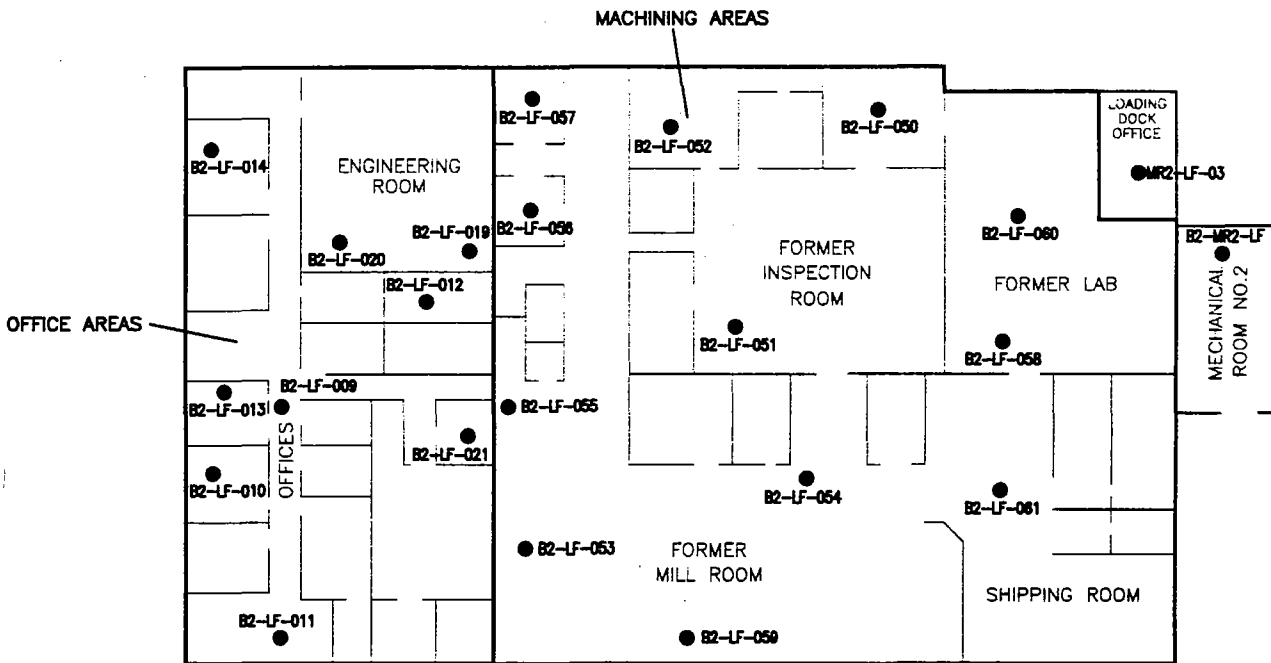 MACHINING AREAS
B2-LF-057
B2-LF-052
B2-LF-050
LOADING
DOCK
OFFICE
B2-LF-014
ENGINEERING
ROOM
MR2-LF-03
B2-LF-019
B2-LF-056
B2-LF-060
B2-MR2-LF
B2-LF-020
FORMER
INSPECTION
ROOM
B2-LF-012
FORMER LAB
MECHANICAL
ROOM NO.2
OFFICE AREAS
B2-LF-051
B2-LF-058
B2-LF-009
B2-LF-013
B2-LF-055
OFFICES
B2-LF-021
B2-LF-010
B2-LF-054
B2-LF-061
B2-LF-053
FORMER
MILL ROOM
SHIPPING ROOM
B2-LF-011
B2-LF-059